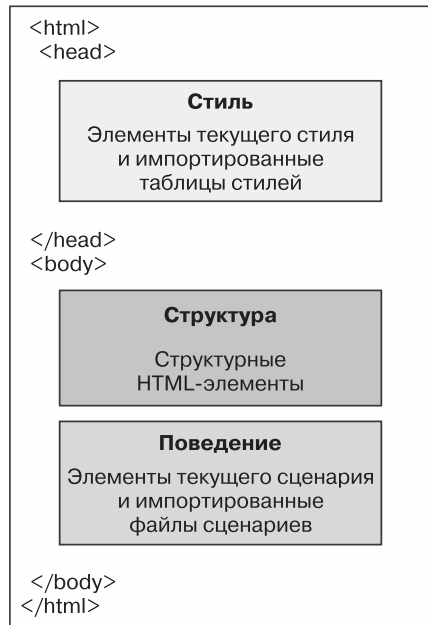 <html>
<head>
Стиль
Элементы текущего стиля
и импортированные
таблицы стилей
</head>
<body>
Структура
Структурные
HTML-элементы
Поведение
Элементы текущего сценария
и импортированные
файлы сценариев
</body>
</html>